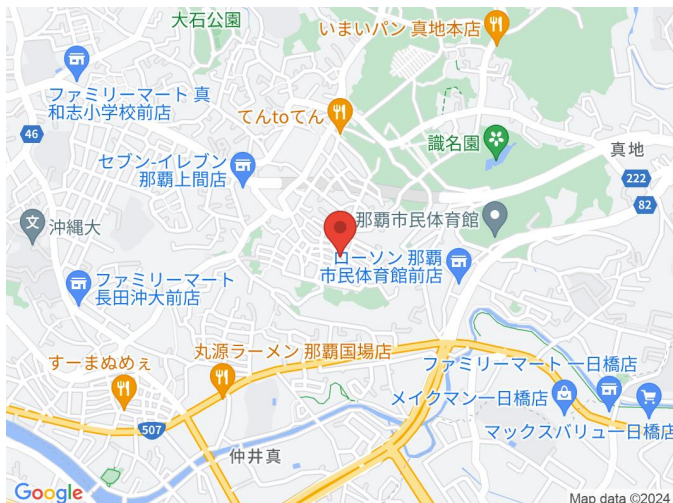 大石公園
いまいパン 真地本店
ファミリーマート 真
和志小学校前店
てんtoてん
46
識名園
真地
セブン-イレブン
那覇上間店
222
82
那覇市民体育館
沖縄大
ローソン 那覇
市民体育館前店
ファミリーマート
長田沖大前店
丸源ラーメン 那覇国場店
すーまぬめぇ
ファミリーマート 一日橋店
メイクマン一日橋店
507
マックスバリュ一日橋店
仲井真
Google
Map data ©2024